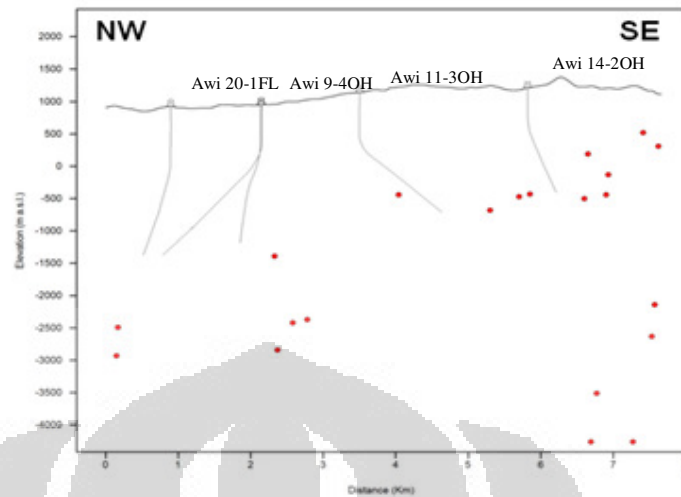 NW SE
Awi 20-1FL Awi 9-4OH Awi 11-3OH Awi 14-2OH
2000
1500
1000
500
0
-500
-1000
-1500
-2000
-2500
-3000
-3500
-4000
Elevation (m a.s.l.)
0 1 2 3 4 5 6 7
Distance (Km)